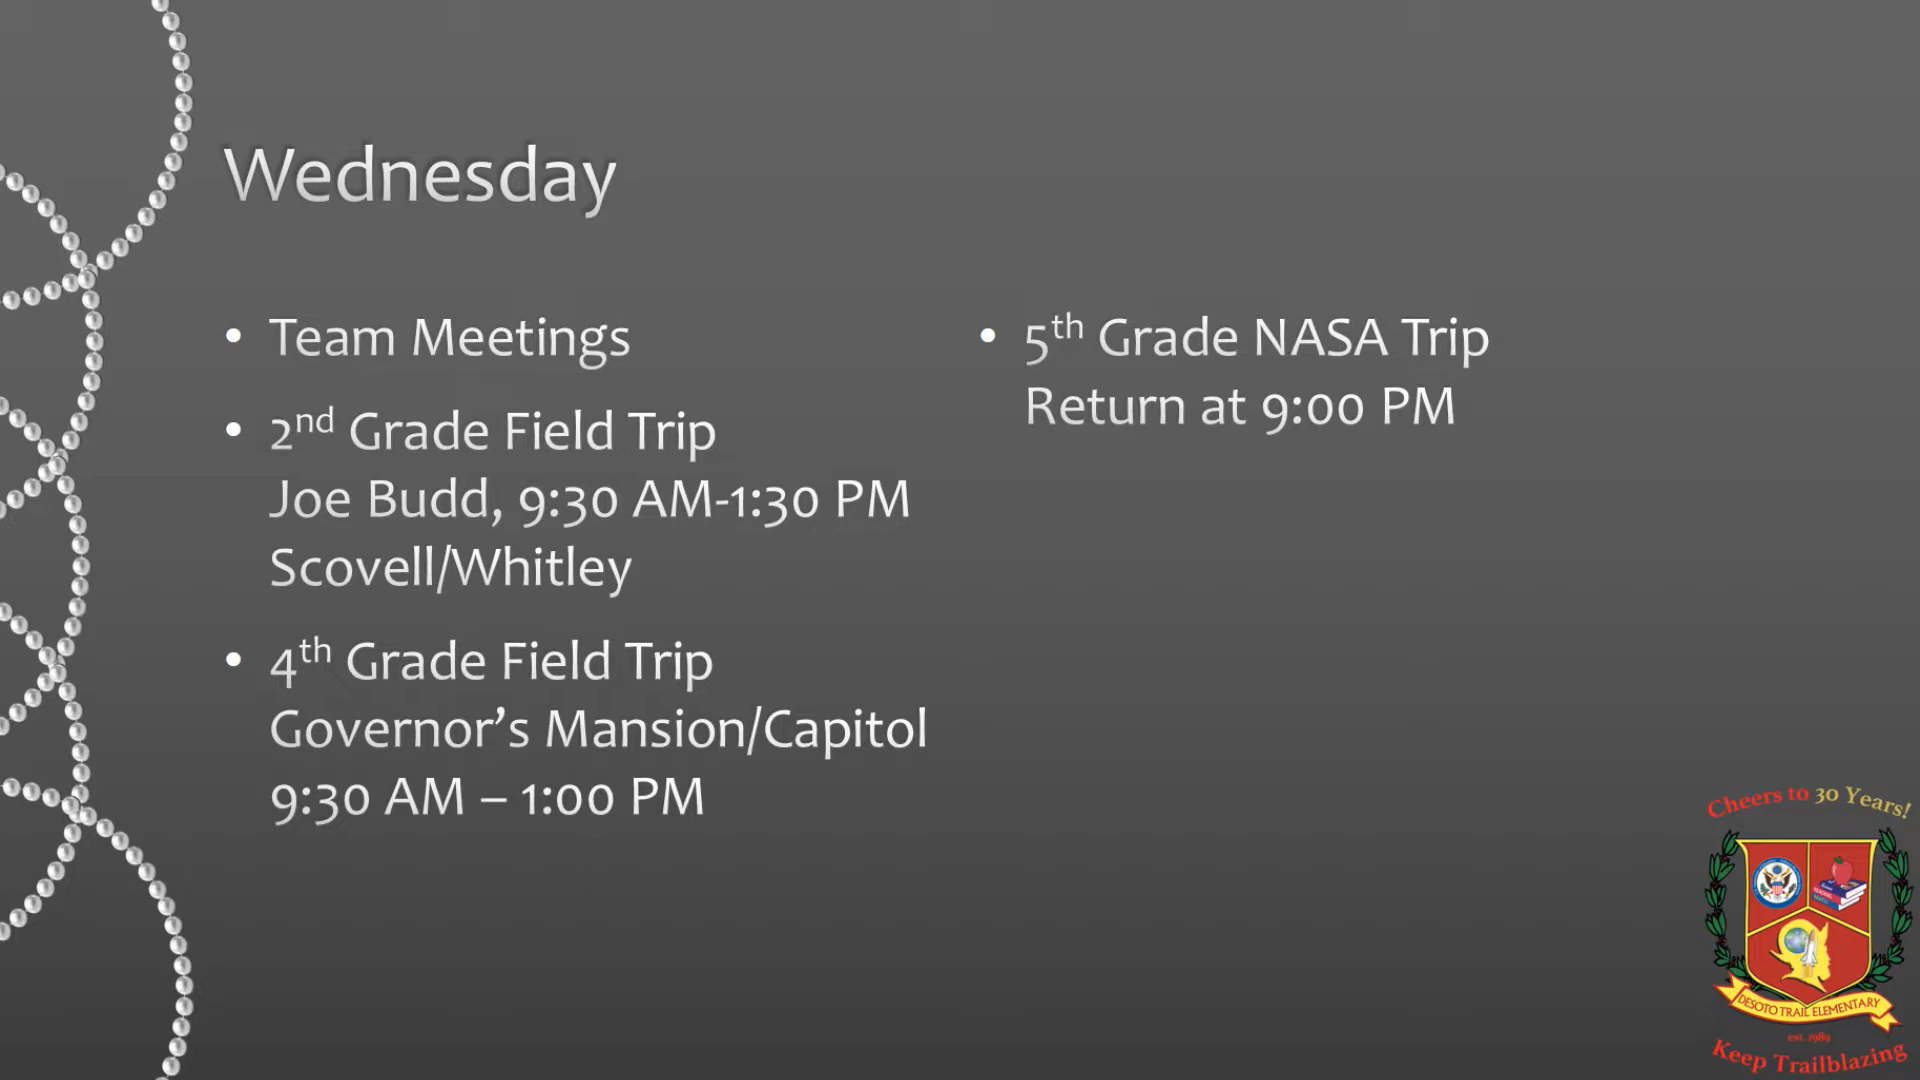 Wednesday
• Team Meetings
• 2nd Grade Field Trip
Joe Budd, 9:30 AM-1:30 PM
Scovell/Whitley
• 4th Grade Field Trip
Governor’s Mansion/Capitol
9:30 AM – 1:00 PM
• 5th Grade NASA Trip
Return at 9:00 PM
Cheers to 30 Years!
DESOTO TRAIL ELEMENTARY
est. 1989
Keep Trailblazing